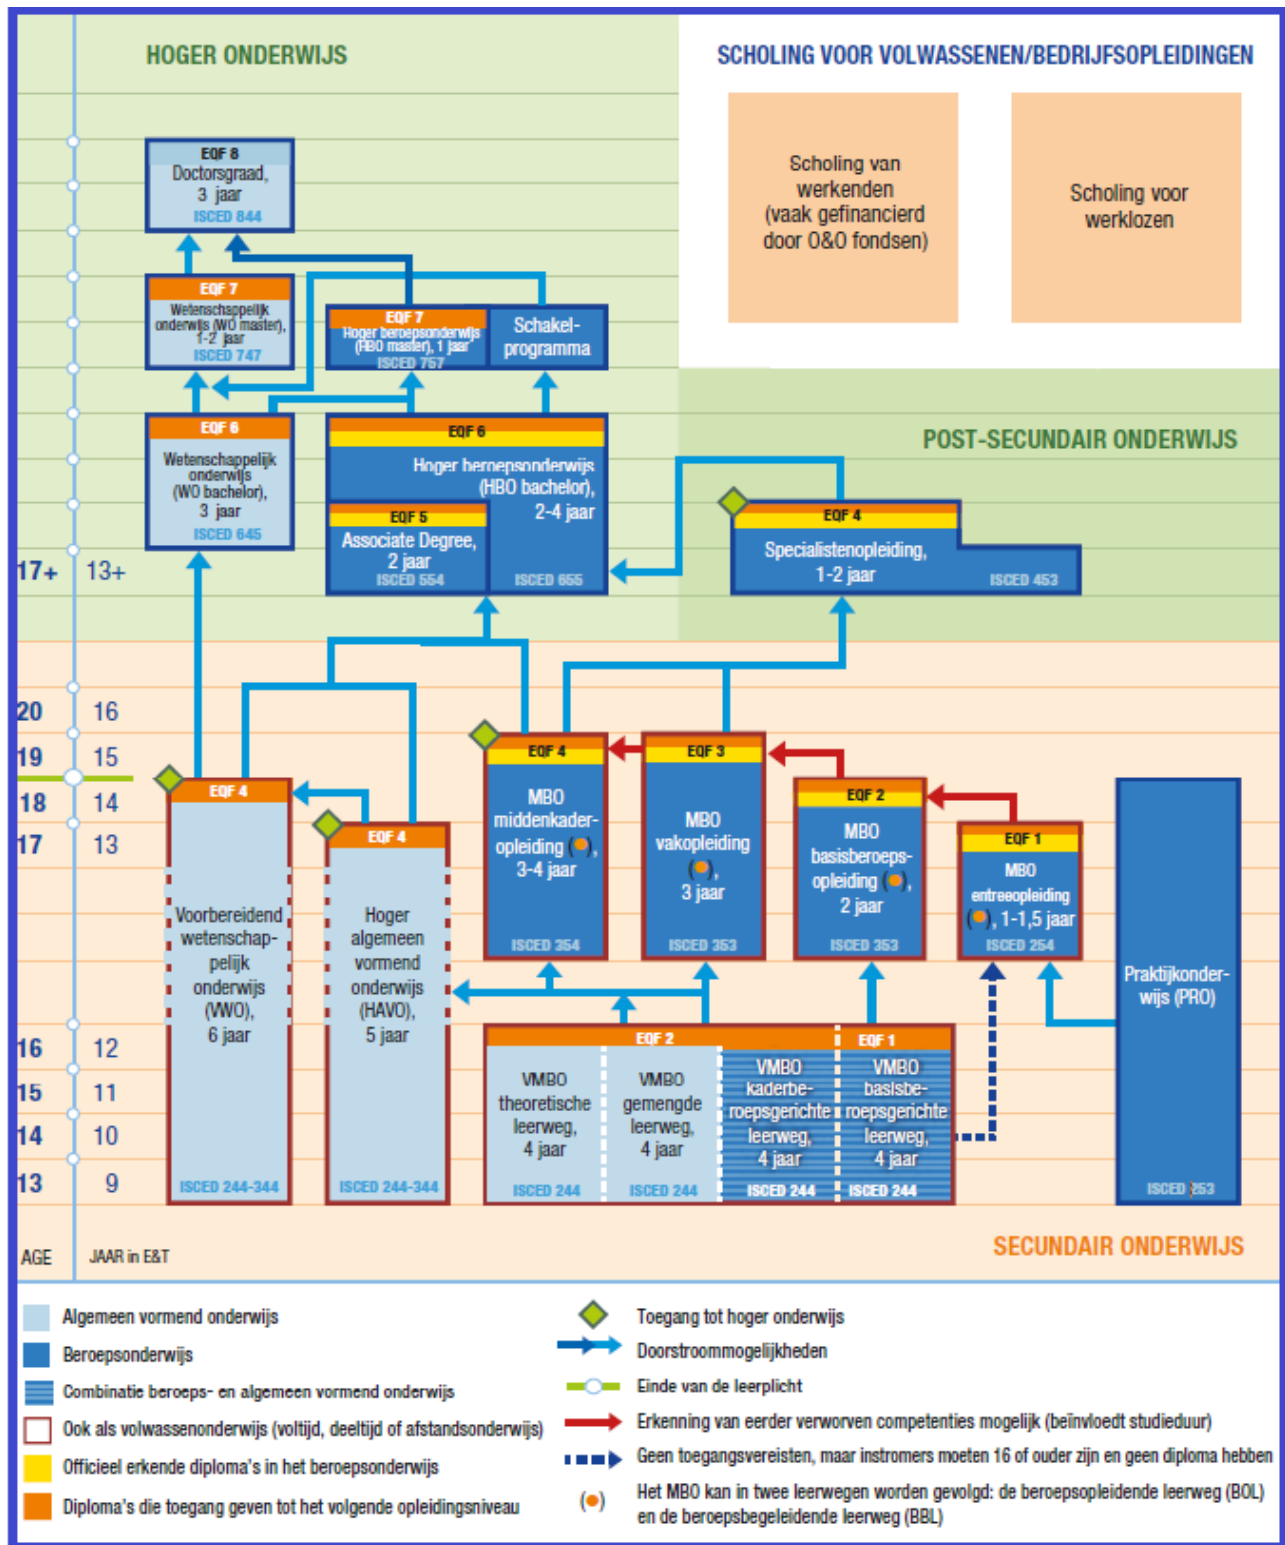 HOGER ONDERWIJS
SCHOLING VOOR VOLWASSENEN/BEDRIJFSOPLEIDINGEN
Scholing van
werkenden
(vaak gefinancierd
door O&O fondsen)
Scholing voor
werklozen
EQF 8
Doctorsgraad,
3 jaar
ISCED 844
EQF 7
Wetenschappelijk
onderwijs (WO master),
1-2 jaar
ISCED 747
EQF 7
Hoger beroepsonderwijs
(HBO master), 1 jaar
ISCED 757
Schakel-
programma
POST-SECUNDAIR ONDERWIJS
EQF 6
Wetenschappelijk
onderwijs
(WO bachelor),
3 jaar
ISCED 645
EQF 6
Hoger beroepsonderwijs
(HBO bachelor),
2-4 jaar
ISCED 655
EQF 5
Associate Degree,
2 jaar
ISCED 554
EQF 4
Specialistenopleiding,
1-2 jaar
ISCED 453
17+ 13+
20 16
19 15
18 14
17 13
16 12
15 11
14 10
13 9
AGE JAAR in E&T
EQF 4
Voorbereidend
wetenschap-
pelijk
onderwijs
(VWO),
6 jaar
ISCED 244-344
EQF 4
Hoger
algemeen
vormend
onderwijs
(HAVO),
5 jaar
ISCED 244-344
EQF 4
MBO
middenkader-
opleiding ( ),
3-4 jaar
ISCED 354
EQF 3
MBO
vakopleiding
( ),
3 jaar
ISCED 353
EQF 2
MBO
basisberoeps-
opleiding ( ),
2 jaar
ISCED 353
EQF 1
MBO
entreeopleiding
( ), 1-1,5 jaar
ISCED 254
Praktijkonder-
wijs (PRO)
ISCED 253
EQF 2
EQF 1
VMBO
theoretische
leerweg,
4 jaar
ISCED 244
VMBO
gemengde
leerweg,
4 jaar
ISCED 244
VMBO
kaderbe-
roepsgerichte
leerweg,
4 jaar
ISCED 244
VMBO
basisbe-
roepsgerichte
leerweg,
4 jaar
ISCED 244
SECUNDAIR ONDERWIJS
Algemeen vormend onderwijs
Beroepsonderwijs
Combinatie beroeps- en algemeen vormend onderwijs
Ook als volwassenonderwijs (voltijd, deeltijd of afstandsonderwijs)
Officieel erkende diploma's in het beroepsonderwijs
Diploma's die toegang geven tot het volgende opleidingsniveau
Toegang tot hoger onderwijs
Doorstroommogelijkheden
Einde van de leerplicht
Erkenning van eerder verworven competenties mogelijk (beïnvloedt studieduur)
Geen toegangsvereisten, maar instromers moeten 16 of ouder zijn en geen diploma hebben
( ) Het MBO kan in twee leerwegen worden gevolgd: de beroepsopleidende leerweg (BOL)
en de beroepsbegeleidende leerweg (BBL)